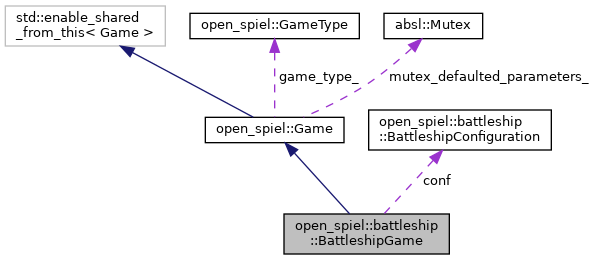 std::enable_shared
_from_this< Game >
open_spiel::GameType
absl::Mutex
game_type_
mutex_defaulted_parameters_
open_spiel::Game
open_spiel::battleship
::BattleshipConfiguration
conf
open_spiel::battleship
::BattleshipGame